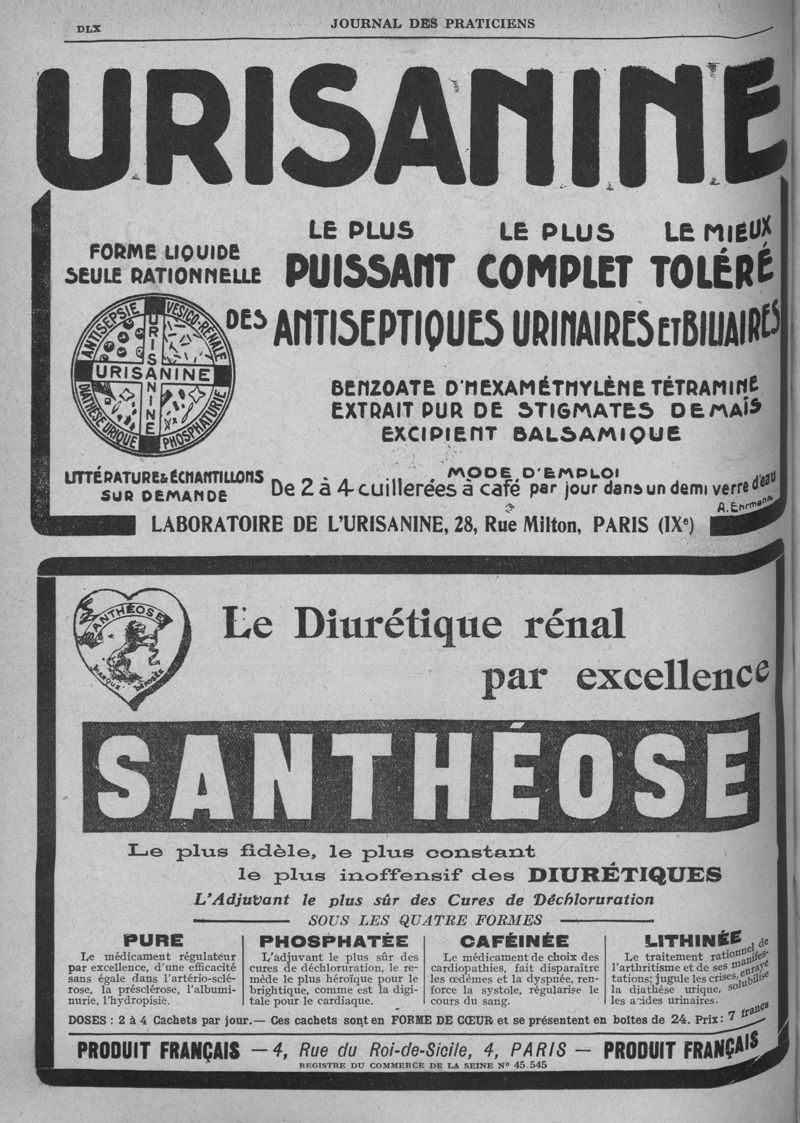 DLX
JOURNAL DES PRATICIENS
URISANINE
FORME LIQUIDE
SEULE RATIONNELLE
LE PLUS LE PLUS LE MIEUX
PUISSANT COMPLET TOLÉRÉ
DES ANTISEPTIQUES URINAIRES ET BILIAIRES
ANTISEPSIE VESICO-RÉNALE
URISANINE
URISANINE
DIATHÈSE URIQUE PHOSPHATURIE
BENZOATE D'HEXAMÉTHYLÈNE TÉTRAMINE
EXTRAIT PUR DE STIGMATES DE MAÏS
EXCIPIENT BALSAMIQUE
LITTÉRATURE & ÉCHANTILLONS
SUR DEMANDE
MODE D'EMPLOI
De 2 à 4 cuillerées à café par jour dans un demi verre d'eau
A. Ehrmann
LABORATOIRE DE L'URISANINE, 28, Rue Milton, PARIS (IXe)
SANTHÉOSE
MARQUE DÉPOSÉE
Le Diurétique rénal
par excellence
SANTHÉOSE
Le plus fidèle, le plus constant
le plus inoffensif des DIURÉTIQUES
L'Adjuvant le plus sûr des Cures de Déchloruration
SOUS LES QUATRE FORMES
PURE
Le médicament régulateur
par excellence, d'une efficacité
sans égale dans l'artério-sclé-
rose, la présclérose, l'albumi-
nurie, l'hydropisie.
PHOSPHATÉE
L'adjuvant le plus sûr des
cures de déchloruration, le re-
mède le plus héroïque pour le
brightique, comme est la digi-
tale pour le cardiaque.
CAFÉINÉE
Le médicament de choix des
cardiopathies, fait disparaître
les œdèmes et la dyspnée, ren-
force la systole, régularise le
cours du sang.
LITHINÉE
Le traitement rationnel de
l'arthritisme et de ses manifes-
tations; jugule les crises, enraye
la diathèse urique, solubilise
les acides urinaires.
DOSES : 2 à 4 Cachets par jour. — Ces cachets sont en FORME DE CŒUR et se présentent en boîtes de 24. Prix: 7 francs
PRODUIT FRANÇAIS — 4, Rue du Roi-de-Sicile, 4, PARIS — PRODUIT FRANÇAIS
REGISTRE DU COMMERCE DE LA SEINE N° 45.545